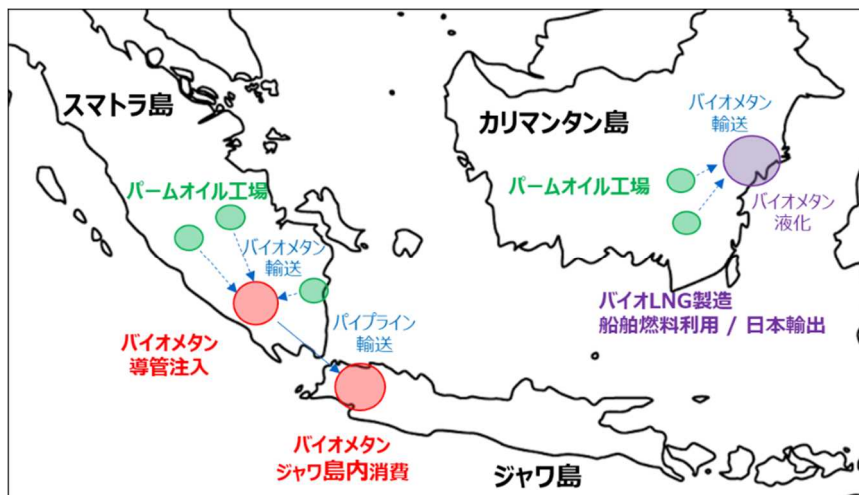 スマトラ島
パームオイル工場
バイオメタン
輸送
バイオメタン
導管注入
パイプライン
輸送
バイオメタン
ジャワ島内消費
ジャワ島
カリマンタン島
バイオメタン
輸送
パームオイル工場
バイオメタン
液化
バイオLNG製造
船舶燃料利用 / 日本輸出